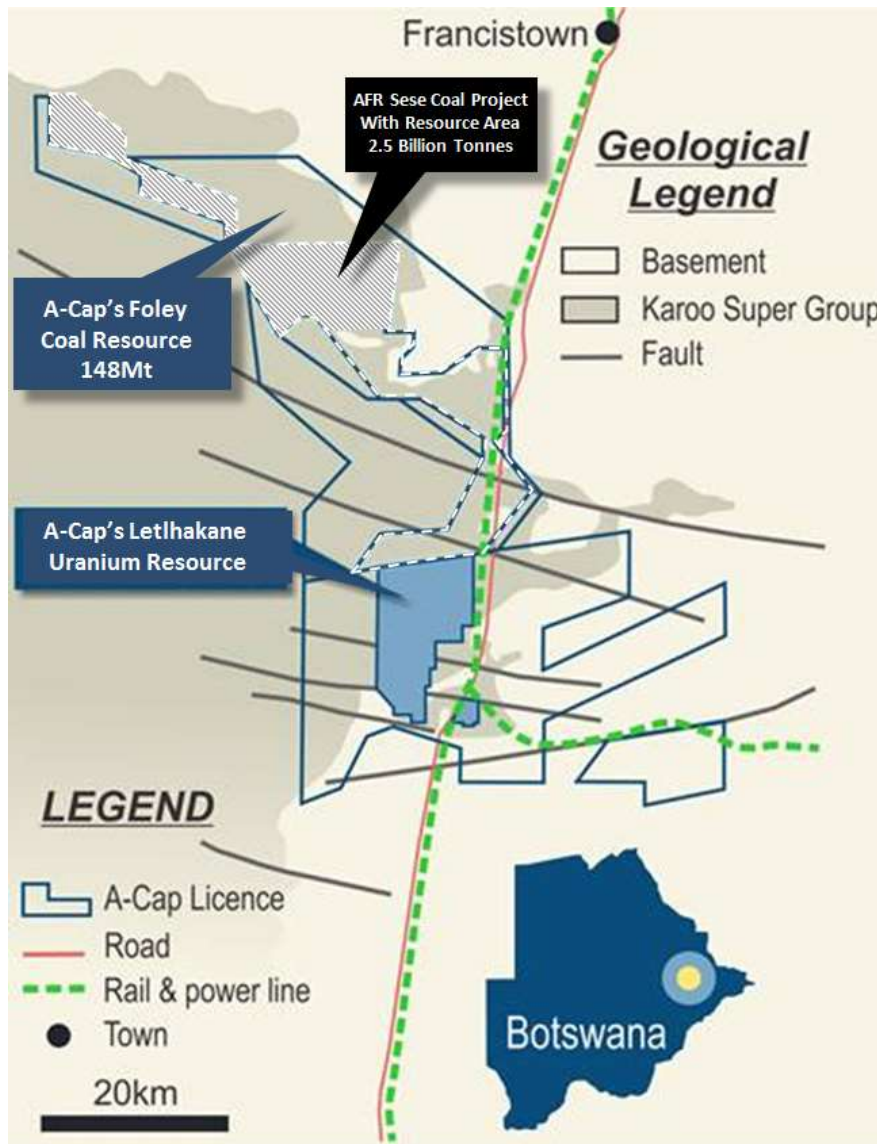 Francistown
AFR Sese Coal Project
With Resource Area
2.5 Billion Tonnes
Geological
Legend
Basement
Karoo Super Group
Fault
A-Cap's Foley
Coal Resource
148Mt
A-Cap's Letlhakane
Uranium Resource
LEGEND
A-Cap Licence
Road
Rail & power line
Town
20km
Botswana